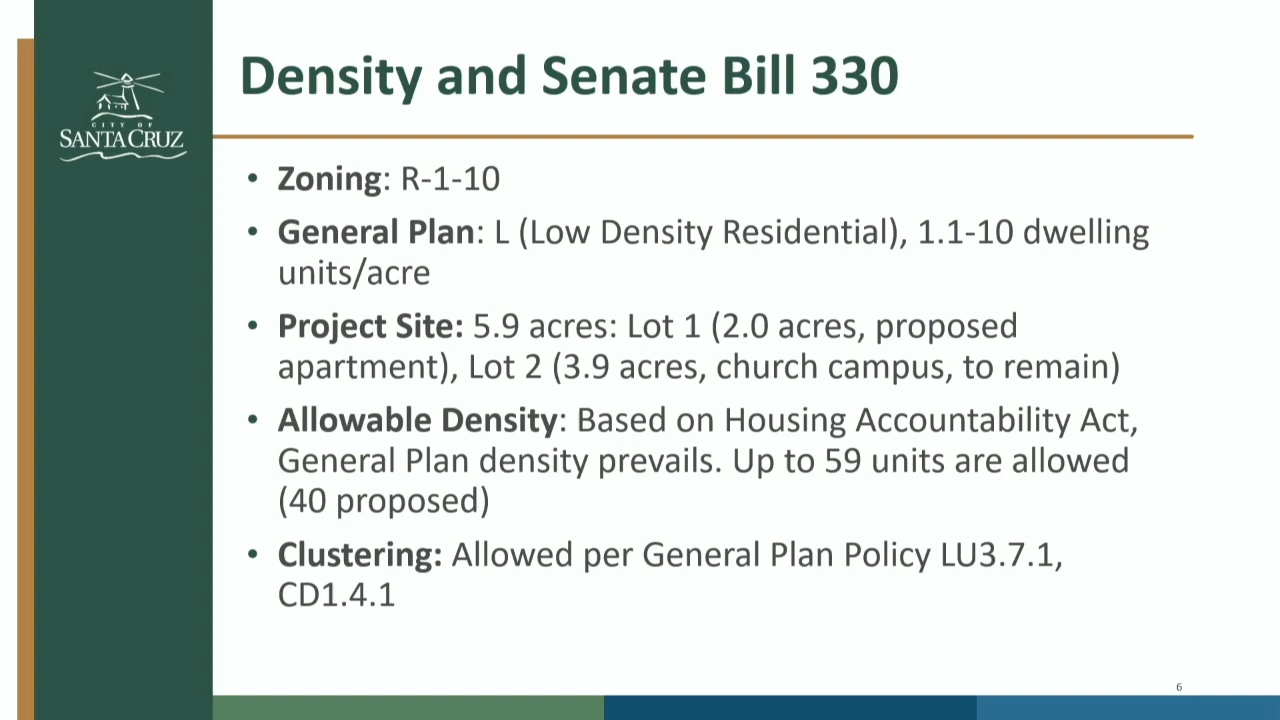 Density and Senate Bill 330
CITY OF
SANTA CRUZ
• Zoning: R-1-10
• General Plan: L (Low Density Residential), 1.1-10 dwelling
units/acre
• Project Site: 5.9 acres: Lot 1 (2.0 acres, proposed
apartment), Lot 2 (3.9 acres, church campus, to remain)
• Allowable Density: Based on Housing Accountability Act,
General Plan density prevails. Up to 59 units are allowed
(40 proposed)
• Clustering: Allowed per General Plan Policy LU3.7.1,
CD1.4.1
6